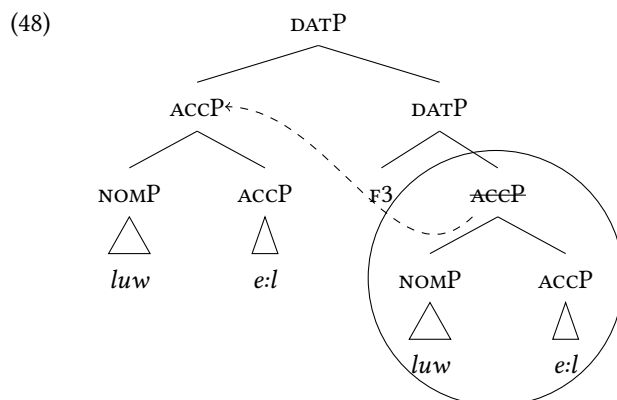 (48) DATP
ACCP DATP
NOMP ACCP F3 ACCP
luw e:l NOMP ACCP
luw e:l